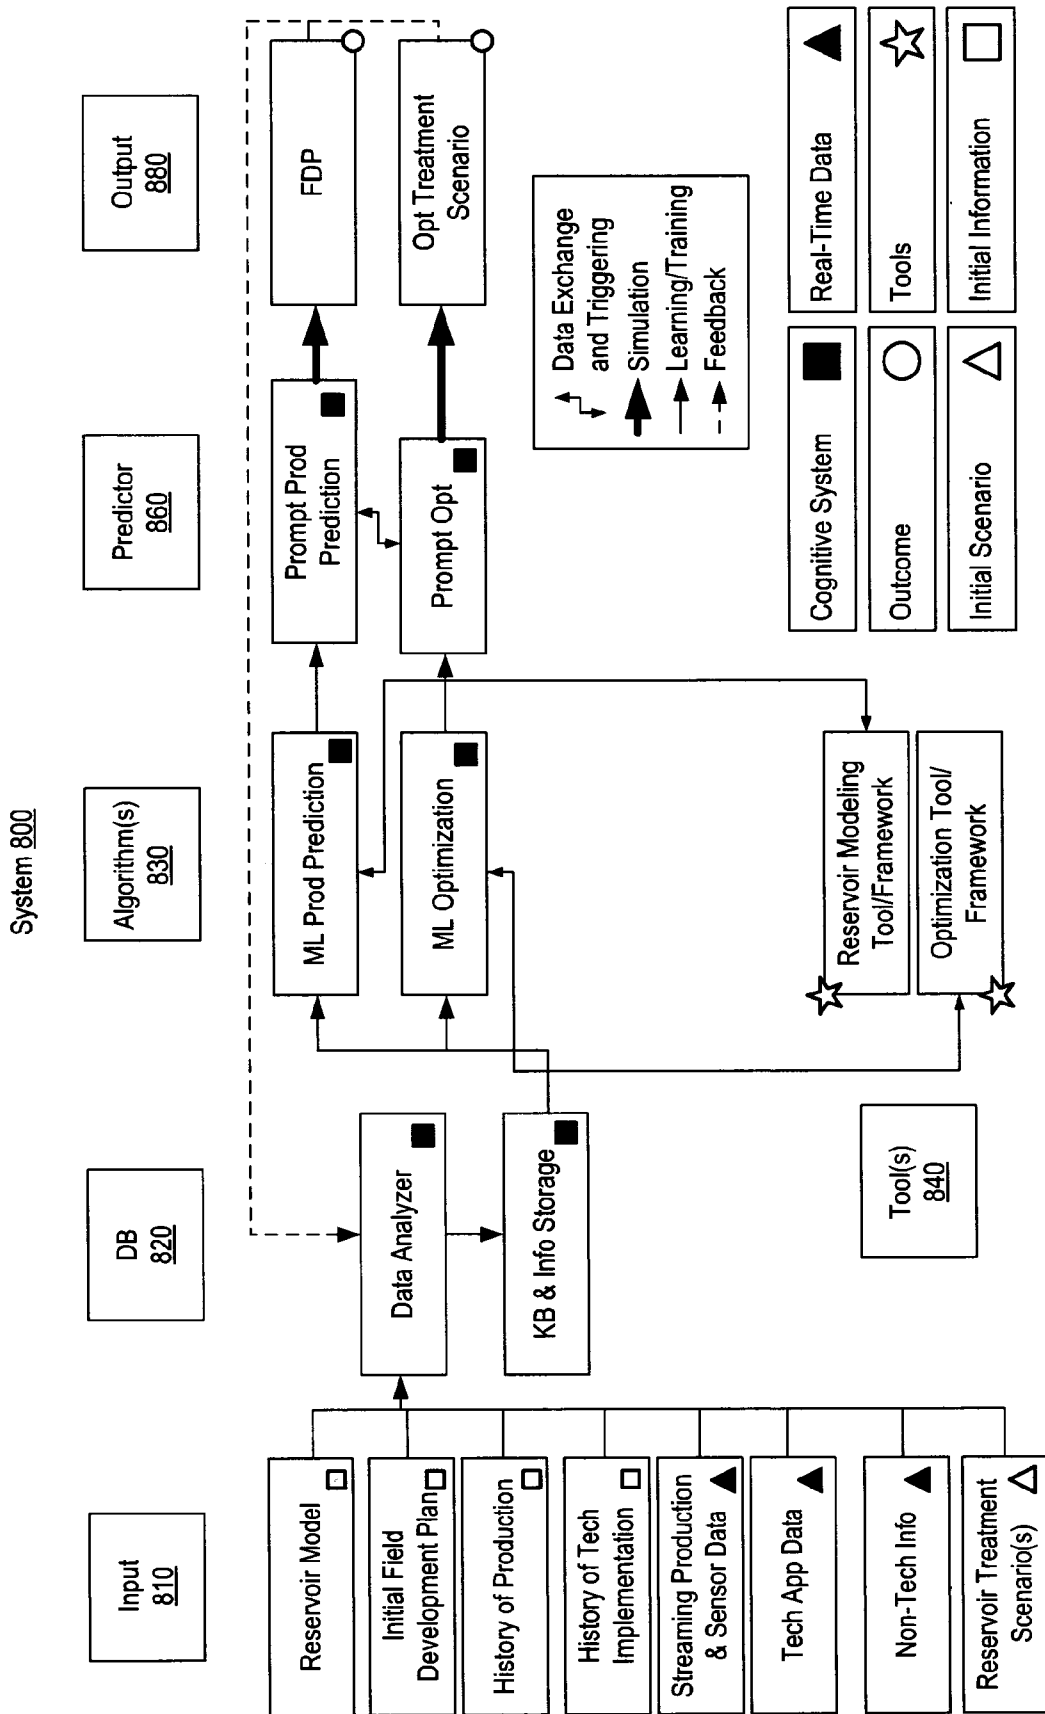 System 800
Input
810
DB
820
Algorithm(s)
830
Predictor
860
Output
880
Reservoir Model
Initial Field
Development Plan
History of Production
History of Tech
Implementation
Streaming Production
& Sensor Data
Tech App Data
Non-Tech Info
Reservoir Treatment
Scenario(s)
Data Analyzer
KB & Info Storage
Tool(s)
840
ML Prod Prediction
ML Optimization
Reservoir Modeling
Tool/Framework
Optimization Tool/
Framework
Prompt Prod
Prediction
Prompt Opt
FDP
Opt Treatment
Scenario
Data Exchange
and Triggering
Simulation
Learning/Training
Feedback
Cognitive System
Real-Time Data
Outcome
Tools
Initial Scenario
Initial Information